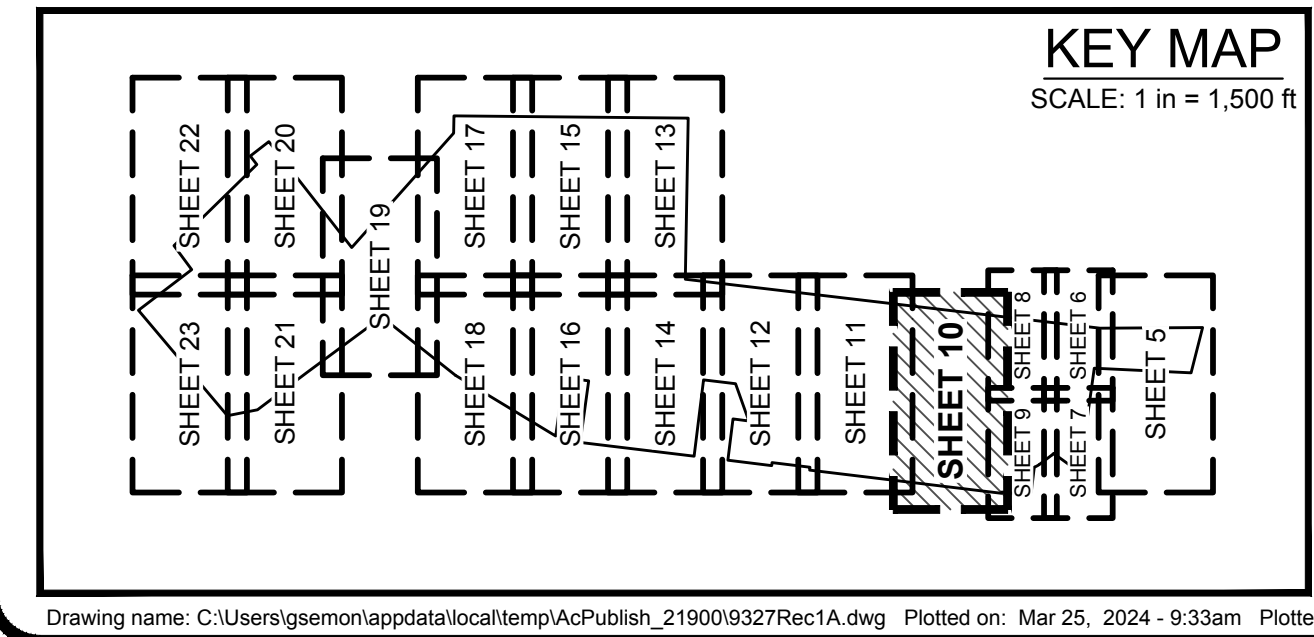 KEY MAP
SCALE: 1 in = 1,500 ft
SHEET 22
SHEET 20
SHEET 19
SHEET 17
SHEET 15
SHEET 13
SHEET 23
SHEET 21
SHEET 18
SHEET 16
SHEET 14
SHEET 12
SHEET 11
SHEET 10
SHEET 8
SHEET 6
SHEET 9
SHEET 7
SHEET 5
Drawing name: C:\Users\gsemon\appdata\local\temp\AcPublish_21900\9327Rec1A.dwg Plotted on: Mar 25, 2024 - 9:33am Plotte